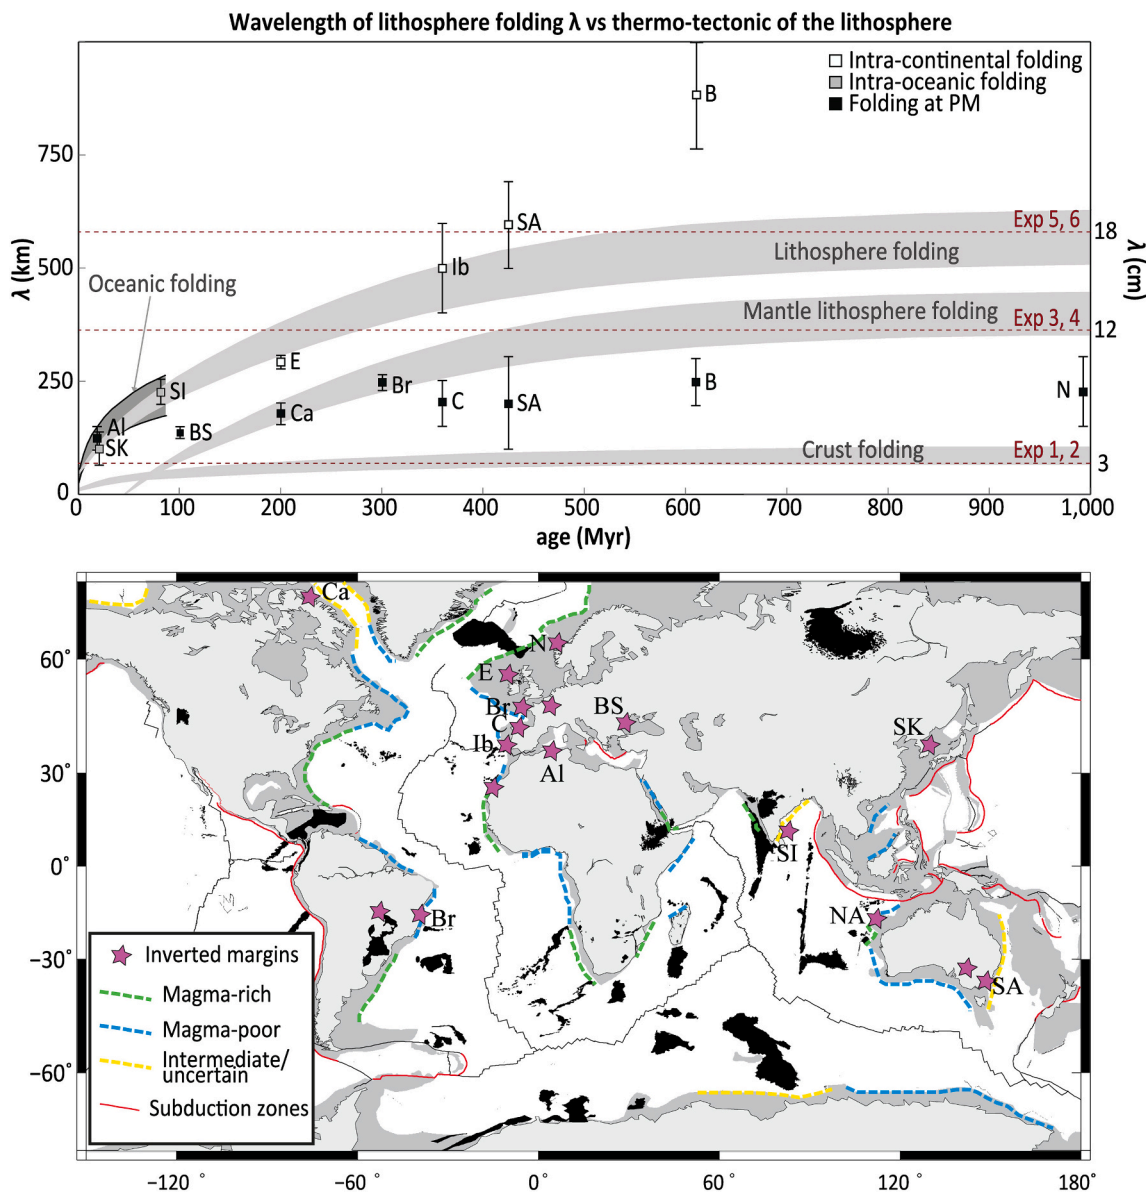 Wavelength of lithosphere folding λ vs thermo-tectonic of the lithosphere
Intra-continental folding
Intra-oceanic folding
Folding at PM
B
750
SA
Exp 5, 6
18
Lithosphere folding
λ (km)
λ (cm)
500
Ib
Oceanic folding
Mantle lithosphere folding
Exp 3, 4
12
E
250
SI
Br
B
N
Ca
C
SA
Al
BS
SK
Crust folding
Exp 1, 2
3
0
0
100
200
300
400
500
600
700
800
900
1,000
age (Myr)
Ca
60°
N
E
Br
BS
C
SK
Ib
Al
30°
SI
0°
NA
Br
−30°
SA
−60°
Inverted margins
Magma-rich
Magma-poor
Intermediate/
uncertain
Subduction zones
−120°
−60°
0°
60°
120°
180°